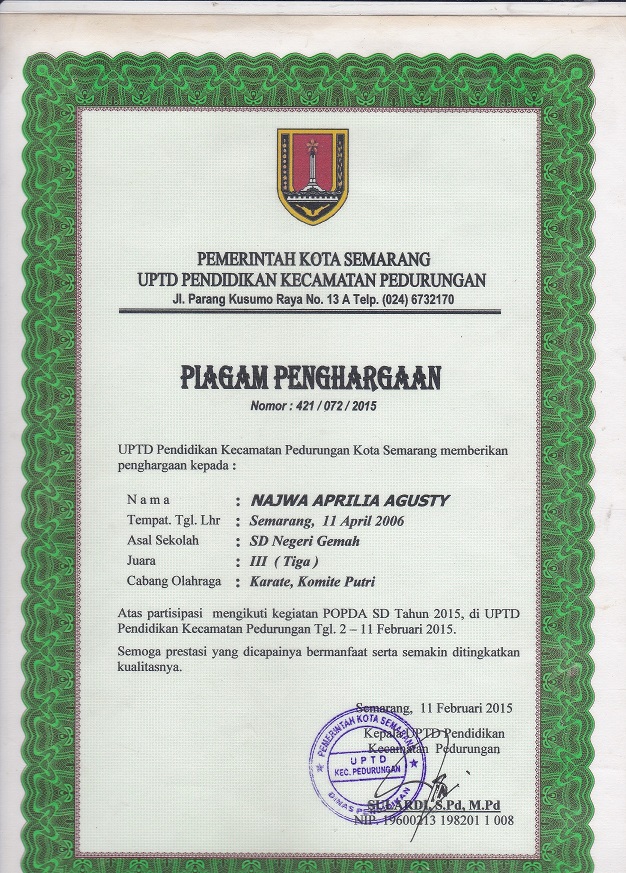 PEMERINTAH KOTA SEMARANG
UPTD PENDIDIKAN KECAMATAN PEDURUNGAN
Jl. Parang Kusumo Raya No. 13 A Telp. (024) 6732170
PIAGAM PENGHARGAAN
Nomor : 421 / 072 / 2015
UPTD Pendidikan Kecamatan Pedurungan Kota Semarang memberikan
penghargaan kepada :
N a m a : NAJWA APRILIA AGUSTY
Tempat. Tgl. Lhr : Semarang, 11 April 2006
Asal Sekolah : SD Negeri Gemah
Juara : III ( Tiga )
Cabang Olahraga : Karate, Komite Putri
Atas partisipasi mengikuti kegiatan POPDA SD Tahun 2015, di UPTD
Pendidikan Kecamatan Pedurungan Tgl. 2 – 11 Februari 2015.
Semoga prestasi yang dicapainya bermanfaat serta semakin ditingkatkan
kualitasnya.
Semarang, 11 Februari 2015
Kepala UPTD Pendidikan
Kecamatan Pedurungan
PEMERINTAH KOTA SEMARANG
UPTD
KEC. PEDURUNGAN
DINAS PENDIDIKAN
SULARDI, S.Pd, M.Pd
NIP. 19600213 198201 1 008